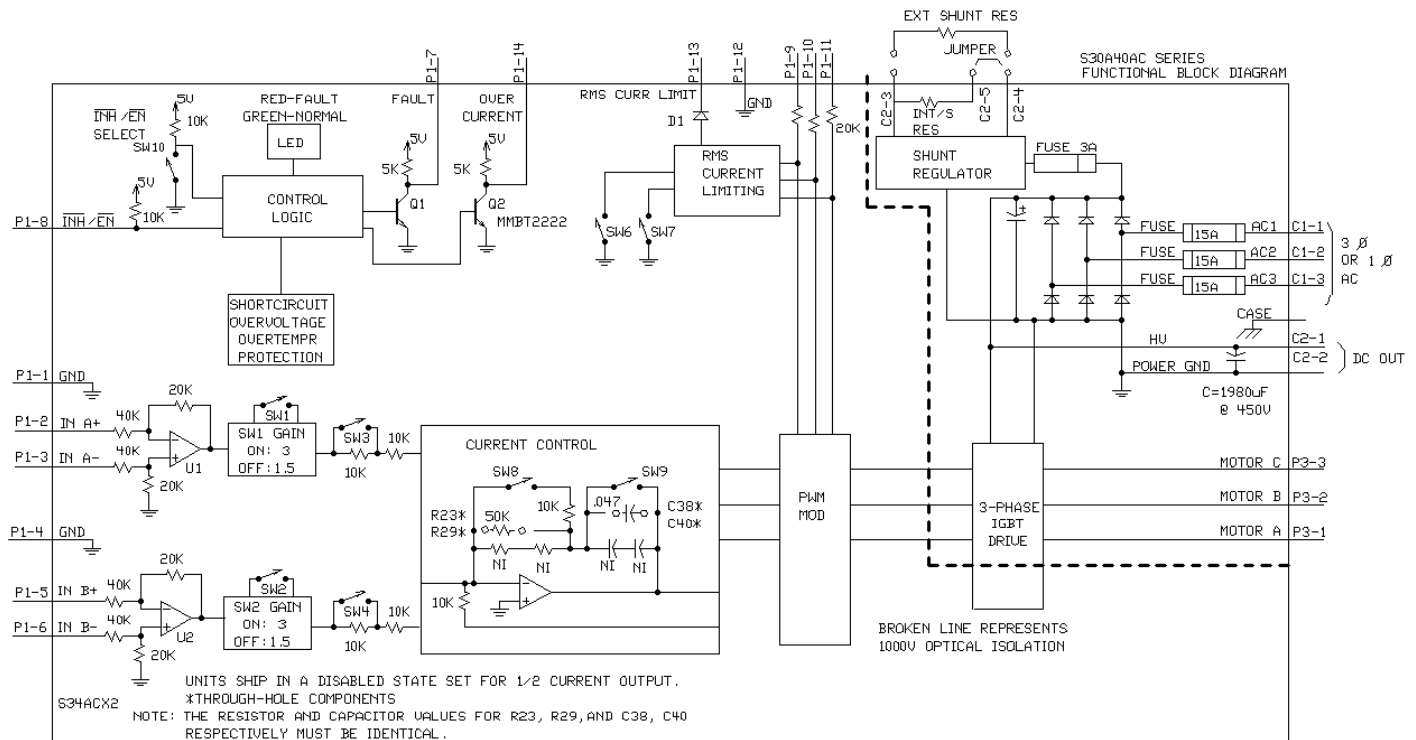 EXT SHUNT RES
JUMPER
S30A40AC SERIES
FUNCTIONAL BLOCK DIAGRAM
P1-7
P1-14
P1-13
P1-12
P1-9
P1-10
P1-11
C2-3
C2-5
C2-4
INT/S
RES
INH/EN
SELECT
5V
10K
SW10
RED-FAULT
GREEN-NORMAL
LED
FAULT
OVER
CURRENT
5V
5K
5V
5K
RMS CURR LIMIT
GND
D1
20K
SHUNT
REGULATOR
FUSE 3A
RMS
CURRENT
LIMITING
CONTROL
LOGIC
5V
10K
Q1
Q2
MMBT2222
SW6
SW7
P1-8 INH/EN
+
FUSE 15A AC1 C1-1
FUSE 15A AC2 C1-2
FUSE 15A AC3 C1-3
3 Ø
OR 1 Ø
AC
SHORTCIRCUIT
OVERVOLTAGE
OVERTEMPR
PROTECTION
CASE
HV
C2-1
C2-2
DC OUT
POWER GND
C=1980uF
@ 450V
P1-1 GND
20K
P1-2 IN A+ 40K
P1-3 IN A- 40K
-
+
U1
20K
SW1
SW1 GAIN
ON: 3
OFF:1.5
SW3
10K
10K
CURRENT CONTROL
SW8
SW9
10K
.047
C38*
C40*
R23*
R29*
50K
NI
NI
NI
NI
10K
-
+
PWM
MOD
3-PHASE
IGBT
DRIVE
MOTOR C P3-3
MOTOR B P3-2
MOTOR A P3-1
P1-4 GND
20K
P1-5 IN B+ 40K
P1-6 IN B- 40K
-
+
U2
20K
SW2
SW2 GAIN
ON: 3
OFF:1.5
SW4
10K
10K
BROKEN LINE REPRESENTS
1000V OPTICAL ISOLATION
UNITS SHIP IN A DISABLED STATE SET FOR 1/2 CURRENT OUTPUT.
*THROUGH-HOLE COMPONENTS
S34ACX2
NOTE: THE RESISTOR AND CAPACITOR VALUES FOR R23, R29,AND C38, C40
RESPECTIVELY MUST BE IDENTICAL.